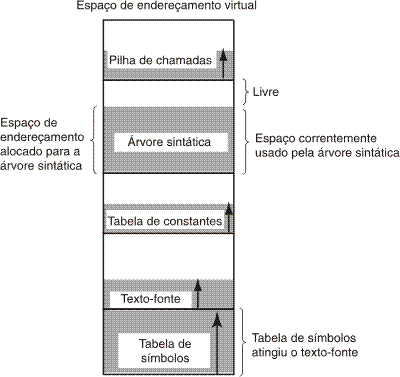 Espaço de endereçamento virtual
Pilha de chamadas
Livre
Espaço de
endereçamento
alocado para a
árvore sintática
Árvore sintática
Espaço correntemente
usado pela árvore sintática
Tabela de constantes
Texto-fonte
Tabela de
símbolos
Tabela de símbolos
atingiu o texto-fonte